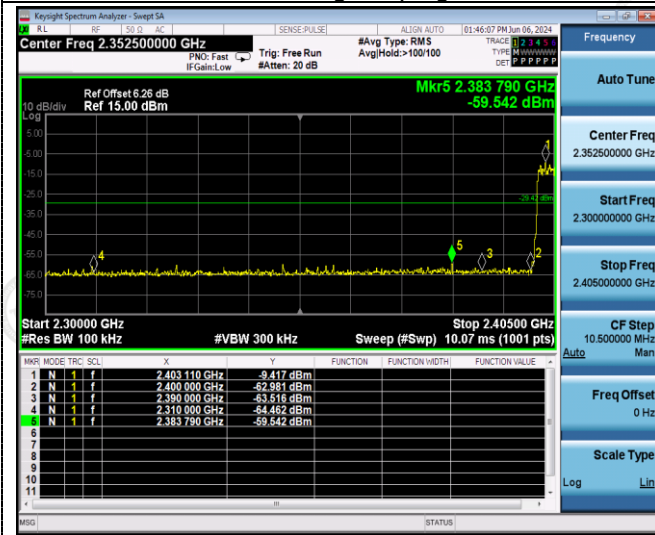 Keysight Spectrum Analyzer - Swept SA
RL RF 50 Ω AC SENSE:PULSE ALIGN AUTO 01:46:07 PM Jun 06, 2024
Center Freq 2.352500000 GHz
PNO: Fast
IFGain:Low
Trig: Free Run
#Atten: 20 dB
#Avg Type: RMS
Avg|Hold:>100/100
TRACE 1 2 3 4 5 6
TYPE M W W W W W
DET P P P P P P
Ref Offset 6.26 dB
Ref 15.00 dBm
10 dB/div
Log
Mkr5 2.383 790 GHz
-59.542 dBm
5.00
-5.00
-15.0
-25.0
-35.0
-45.0
-55.0
-65.0
-75.0
1
-29.42 dBm
4
5
3
2
Start 2.30000 GHz
Stop 2.40500 GHz
#Res BW 100 kHz
#VBW 300 kHz
Sweep (#Swp) 10.07 ms (1001 pts)
MKR MODE TRC SCL X Y FUNCTION FUNCTION WIDTH FUNCTION VALUE
1 N 1 f 2.403 110 GHz -9.417 dBm
2 N 1 f 2.400 000 GHz -62.981 dBm
3 N 1 f 2.390 000 GHz -63.516 dBm
4 N 1 f 2.310 000 GHz -64.462 dBm
5 N 1 f 2.383 790 GHz -59.542 dBm
6
7
8
9
10
11
MSG
STATUS
Frequency
Auto Tune
Center Freq
2.352500000 GHz
Start Freq
2.300000000 GHz
Stop Freq
2.405000000 GHz
CF Step
10.500000 MHz
Auto Man
Freq Offset
0 Hz
Scale Type
Log Lin